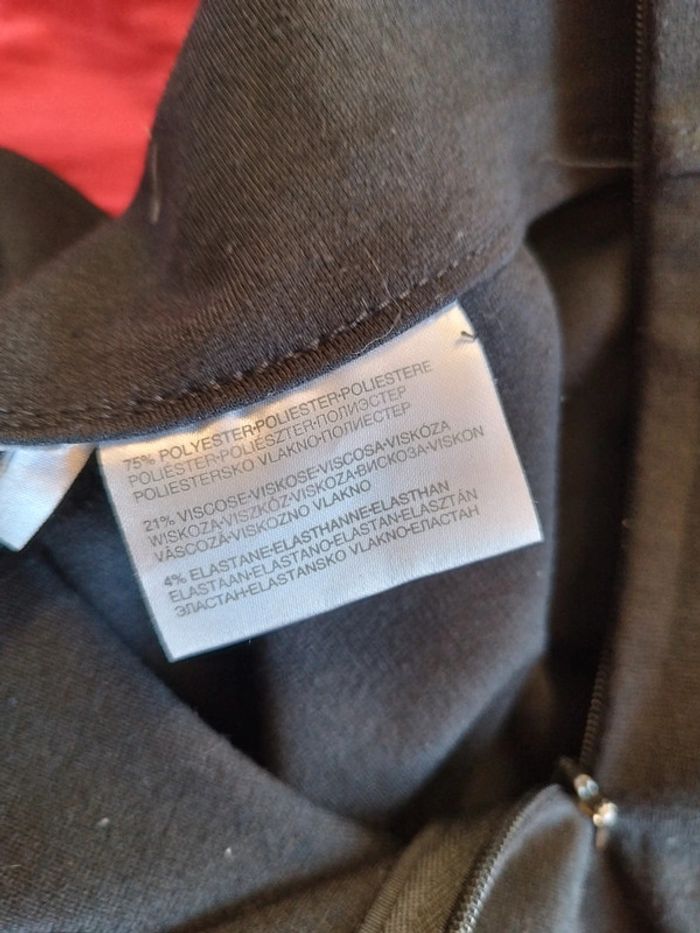 75% POLYESTER•POLIESTER•POLIESTERE
POLIÉSTER•POLIÉSZTER•ПОЛИЭСТЕР
POLIESTERSKO VLAKNO•ПОЛИЕСТЕР
21% VISCOSE•VISKOSE•VISCOSA•VISKÓZA
WISKOZA•VISZKÓZ•VISKOZA•ВИСКОЗА•VISKON
VÂSCOZĂ•VISKOZNO VLAKNO
4% ELASTANE•ELASTHANNE•ELASTHAN
ELASTAAN•ELASTANO•ELASTAN•ELASZTÁN
ЭЛАСТАН•ELASTANSKO VLAKNO•ЕЛАСТАН